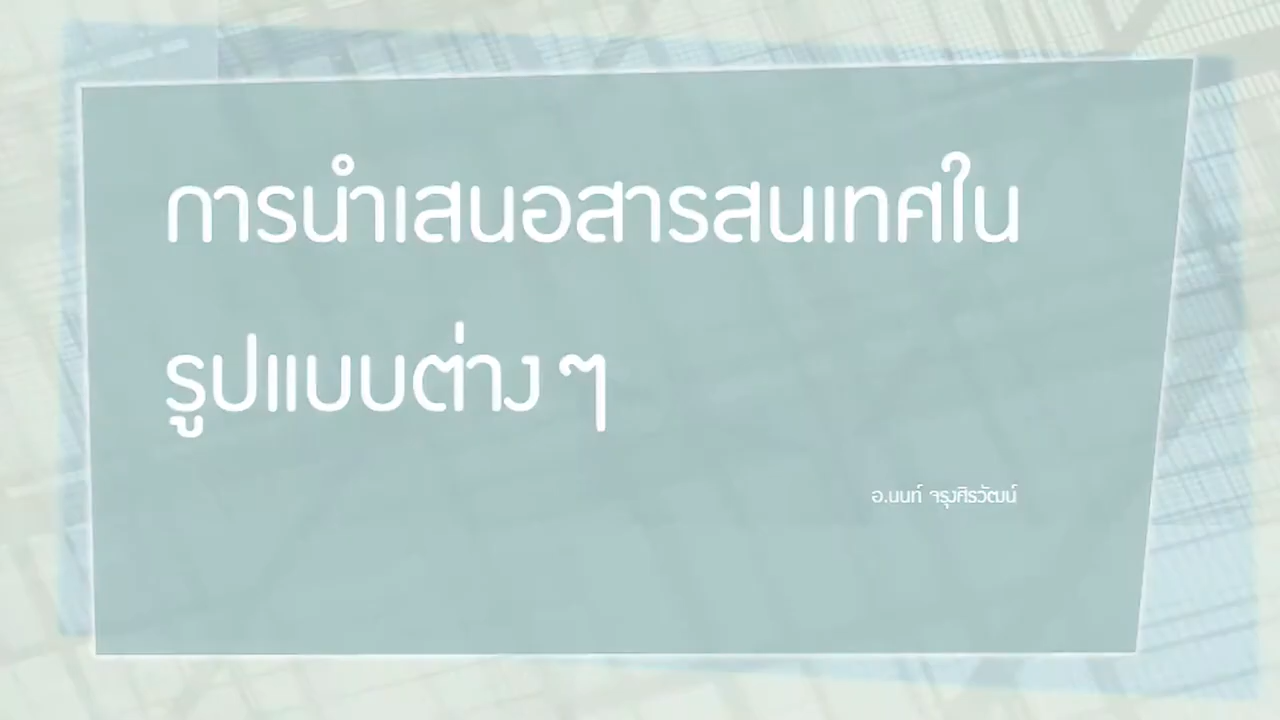 การนำเสนอสารสนเทศใน
รูปแบบต่าง ๆ
อ.นนท์ จรุงศิรวัฒน์